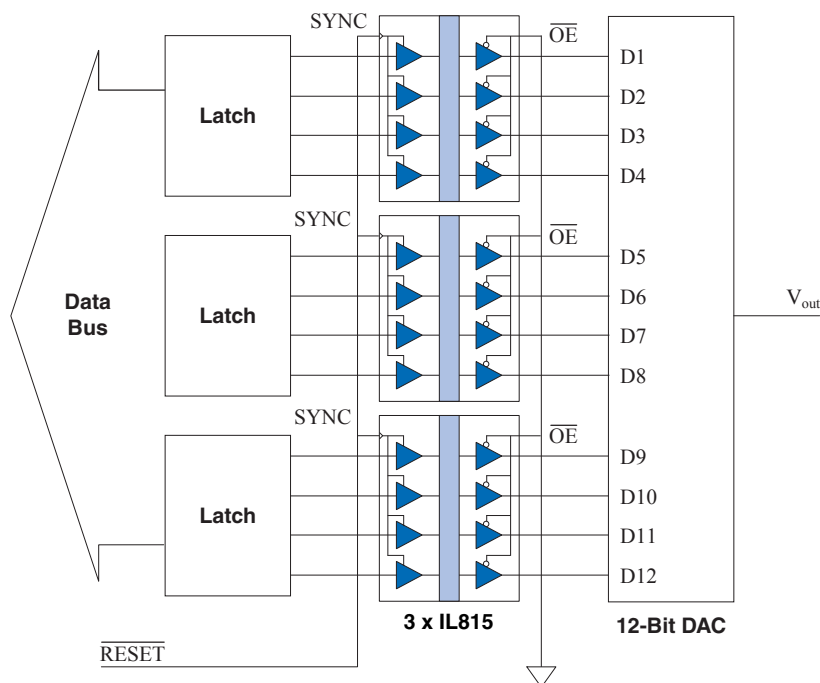 SYNC
OE
D1
D2
Latch
D3
D4
SYNC
OE
D5
D6
Data
Bus
Latch
D7
D8
Vout
SYNC
OE
D9
D10
Latch
D11
D12
3 x IL815
12-Bit DAC
RESET